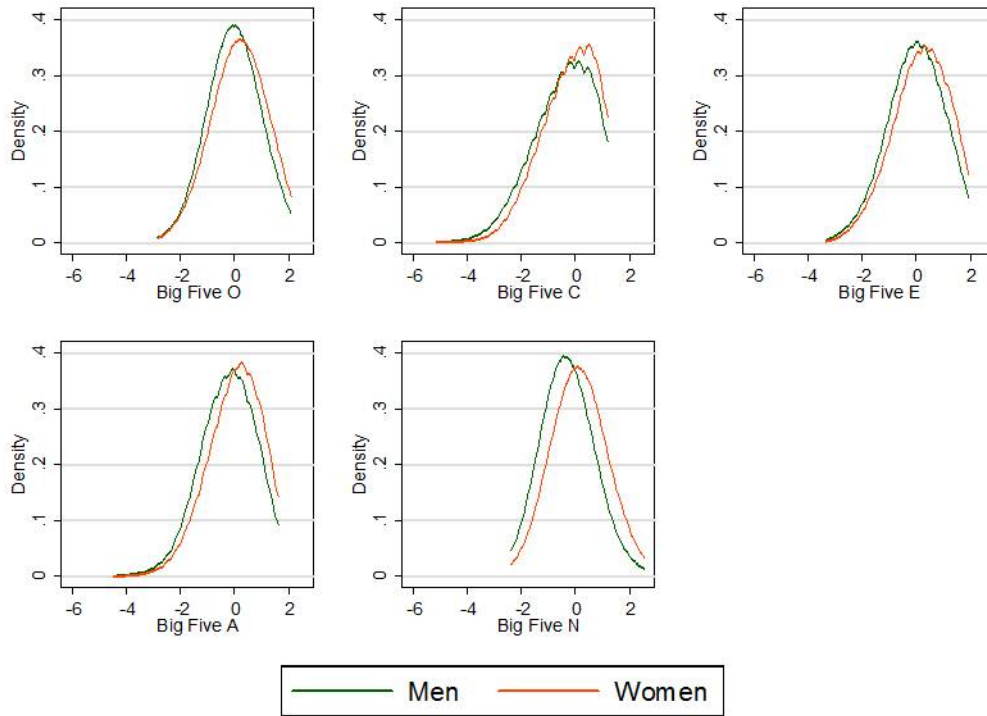 Density
.4
.3
.2
.1
0
-6 -4 -2 0 2
Big Five O
Density
.4
.3
.2
.1
0
-6 -4 -2 0 2
Big Five C
Density
.4
.3
.2
.1
0
-6 -4 -2 0 2
Big Five E
Density
.4
.3
.2
.1
0
-6 -4 -2 0 2
Big Five A
Density
.4
.3
.2
.1
0
-6 -4 -2 0 2
Big Five N
Men Women